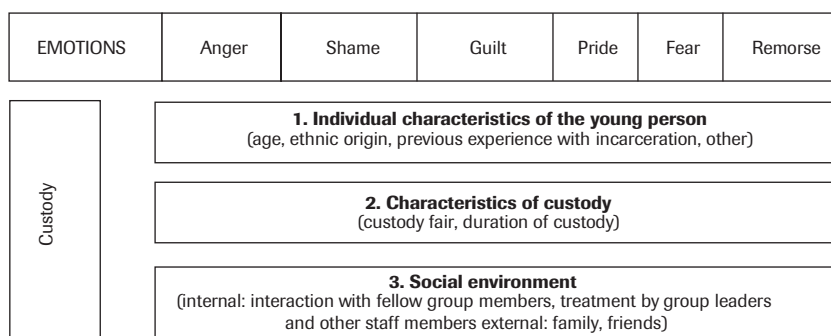 EMOTIONS Anger Shame Guilt Pride Fear Remorse
Custody
1. Individual characteristics of the young person
(age, ethnic origin, previous experience with incarceration, other)
2. Characteristics of custody
(custody fair, duration of custody)
3. Social environment
(internal: interaction with fellow group members, treatment by group leaders
and other staff members external: family, friends)